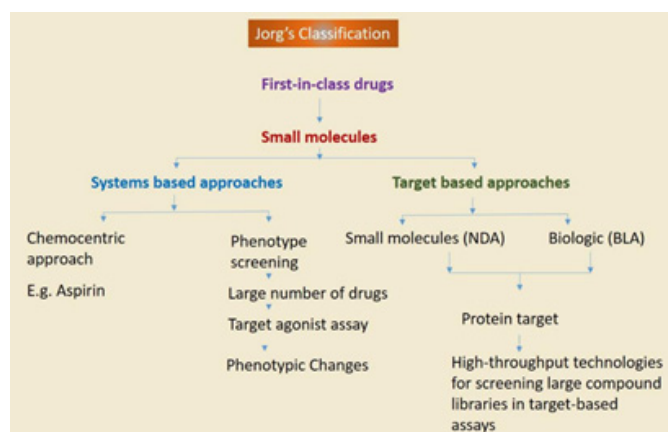 Jorg's Classification
First-in-class drugs
Small molecules
Systems based approaches
Target based approaches
Chemocentric
approach
E.g. Aspirin
Phenotype
screening
Large number of drugs
Target agonist assay
Phenotypic Changes
Small molecules (NDA)
Biologic (BLA)
Protein target
High-throughput technologies
for screening large compound
libraries in target-based
assays